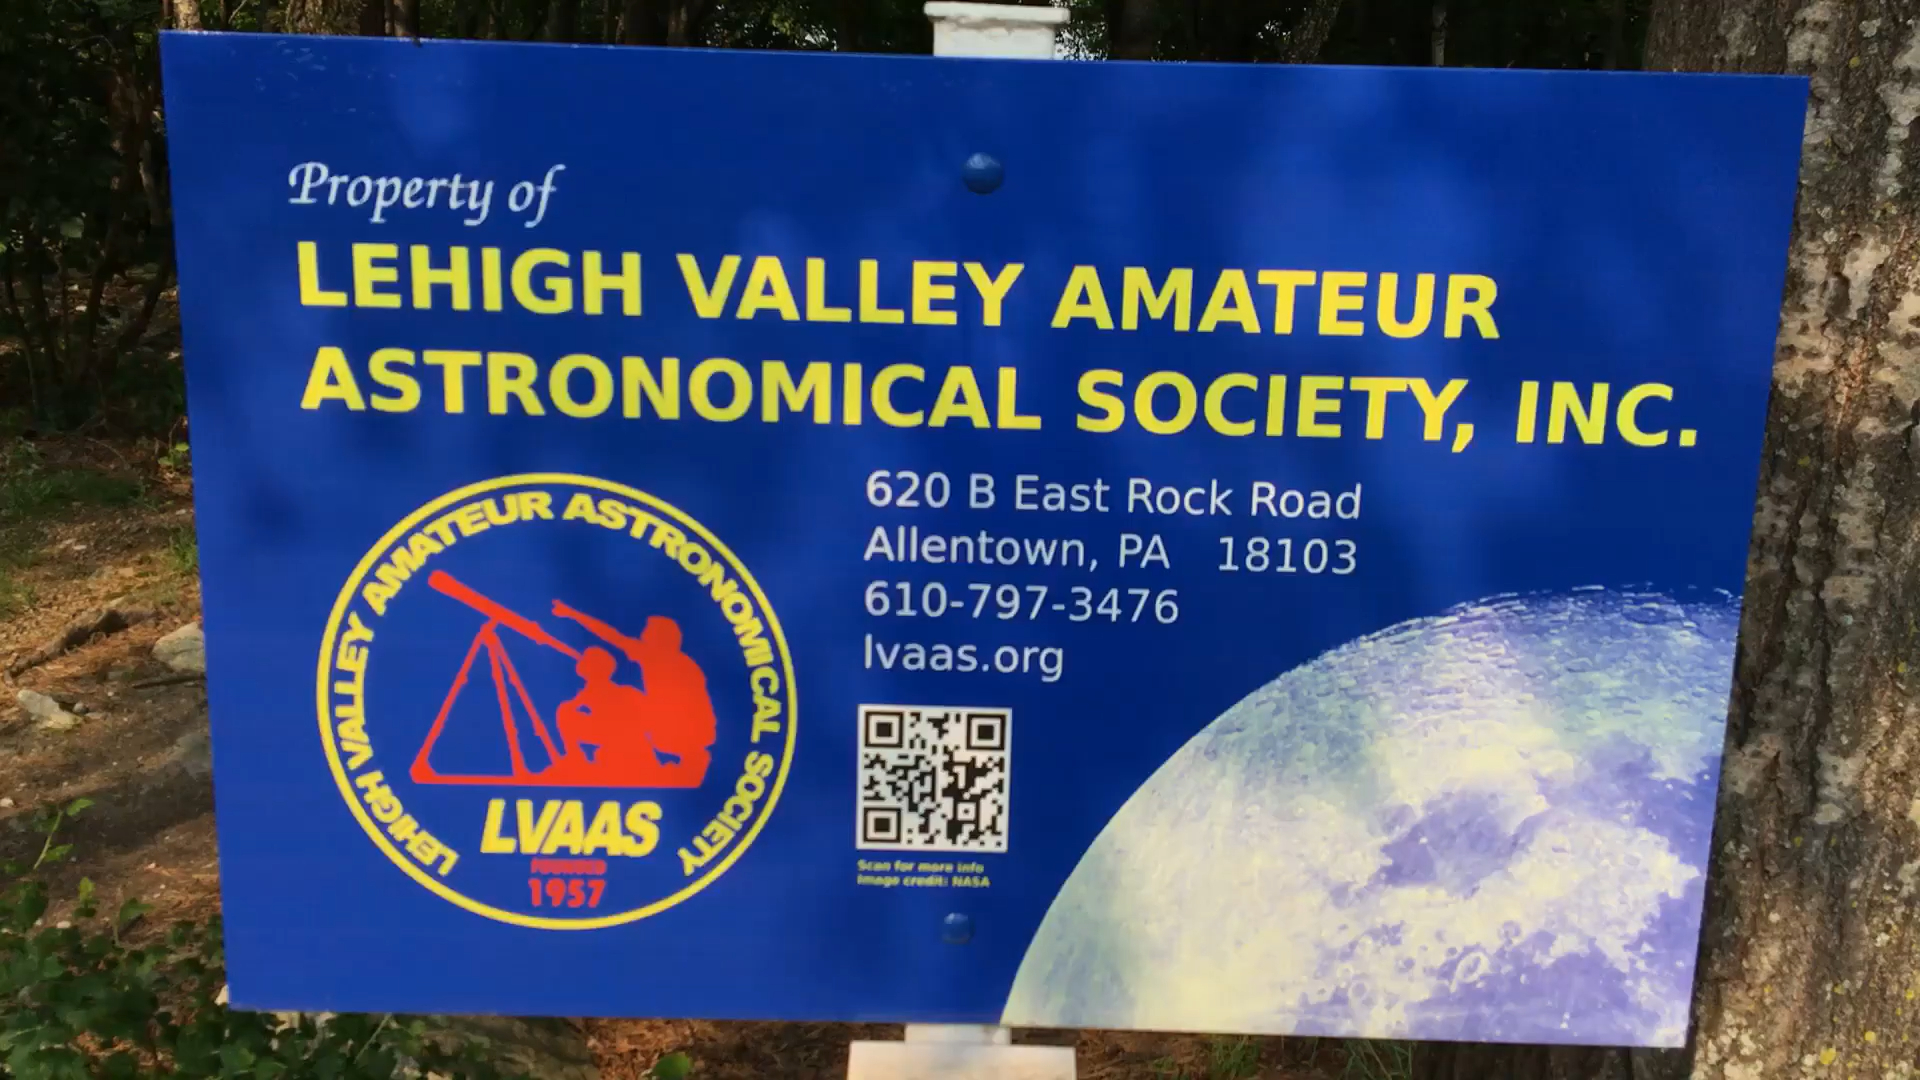 Property of
LEHIGH VALLEY AMATEUR
ASTRONOMICAL SOCIETY, INC.
620 B East Rock Road
Allentown, PA 18103
610-797-3476
lvaas.org
LEHIGH VALLEY AMATEUR ASTRONOMICAL SOCIETY
LVAAS
FOUNDED
1957
Scan for more info
Image credit: NASA